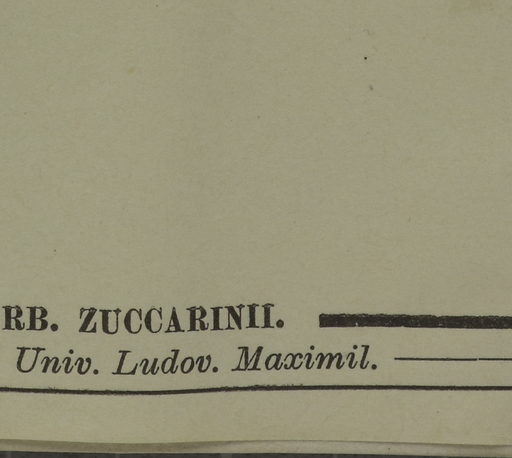 RB. ZUCCARINII.
Univ. Ludov. Maximil.